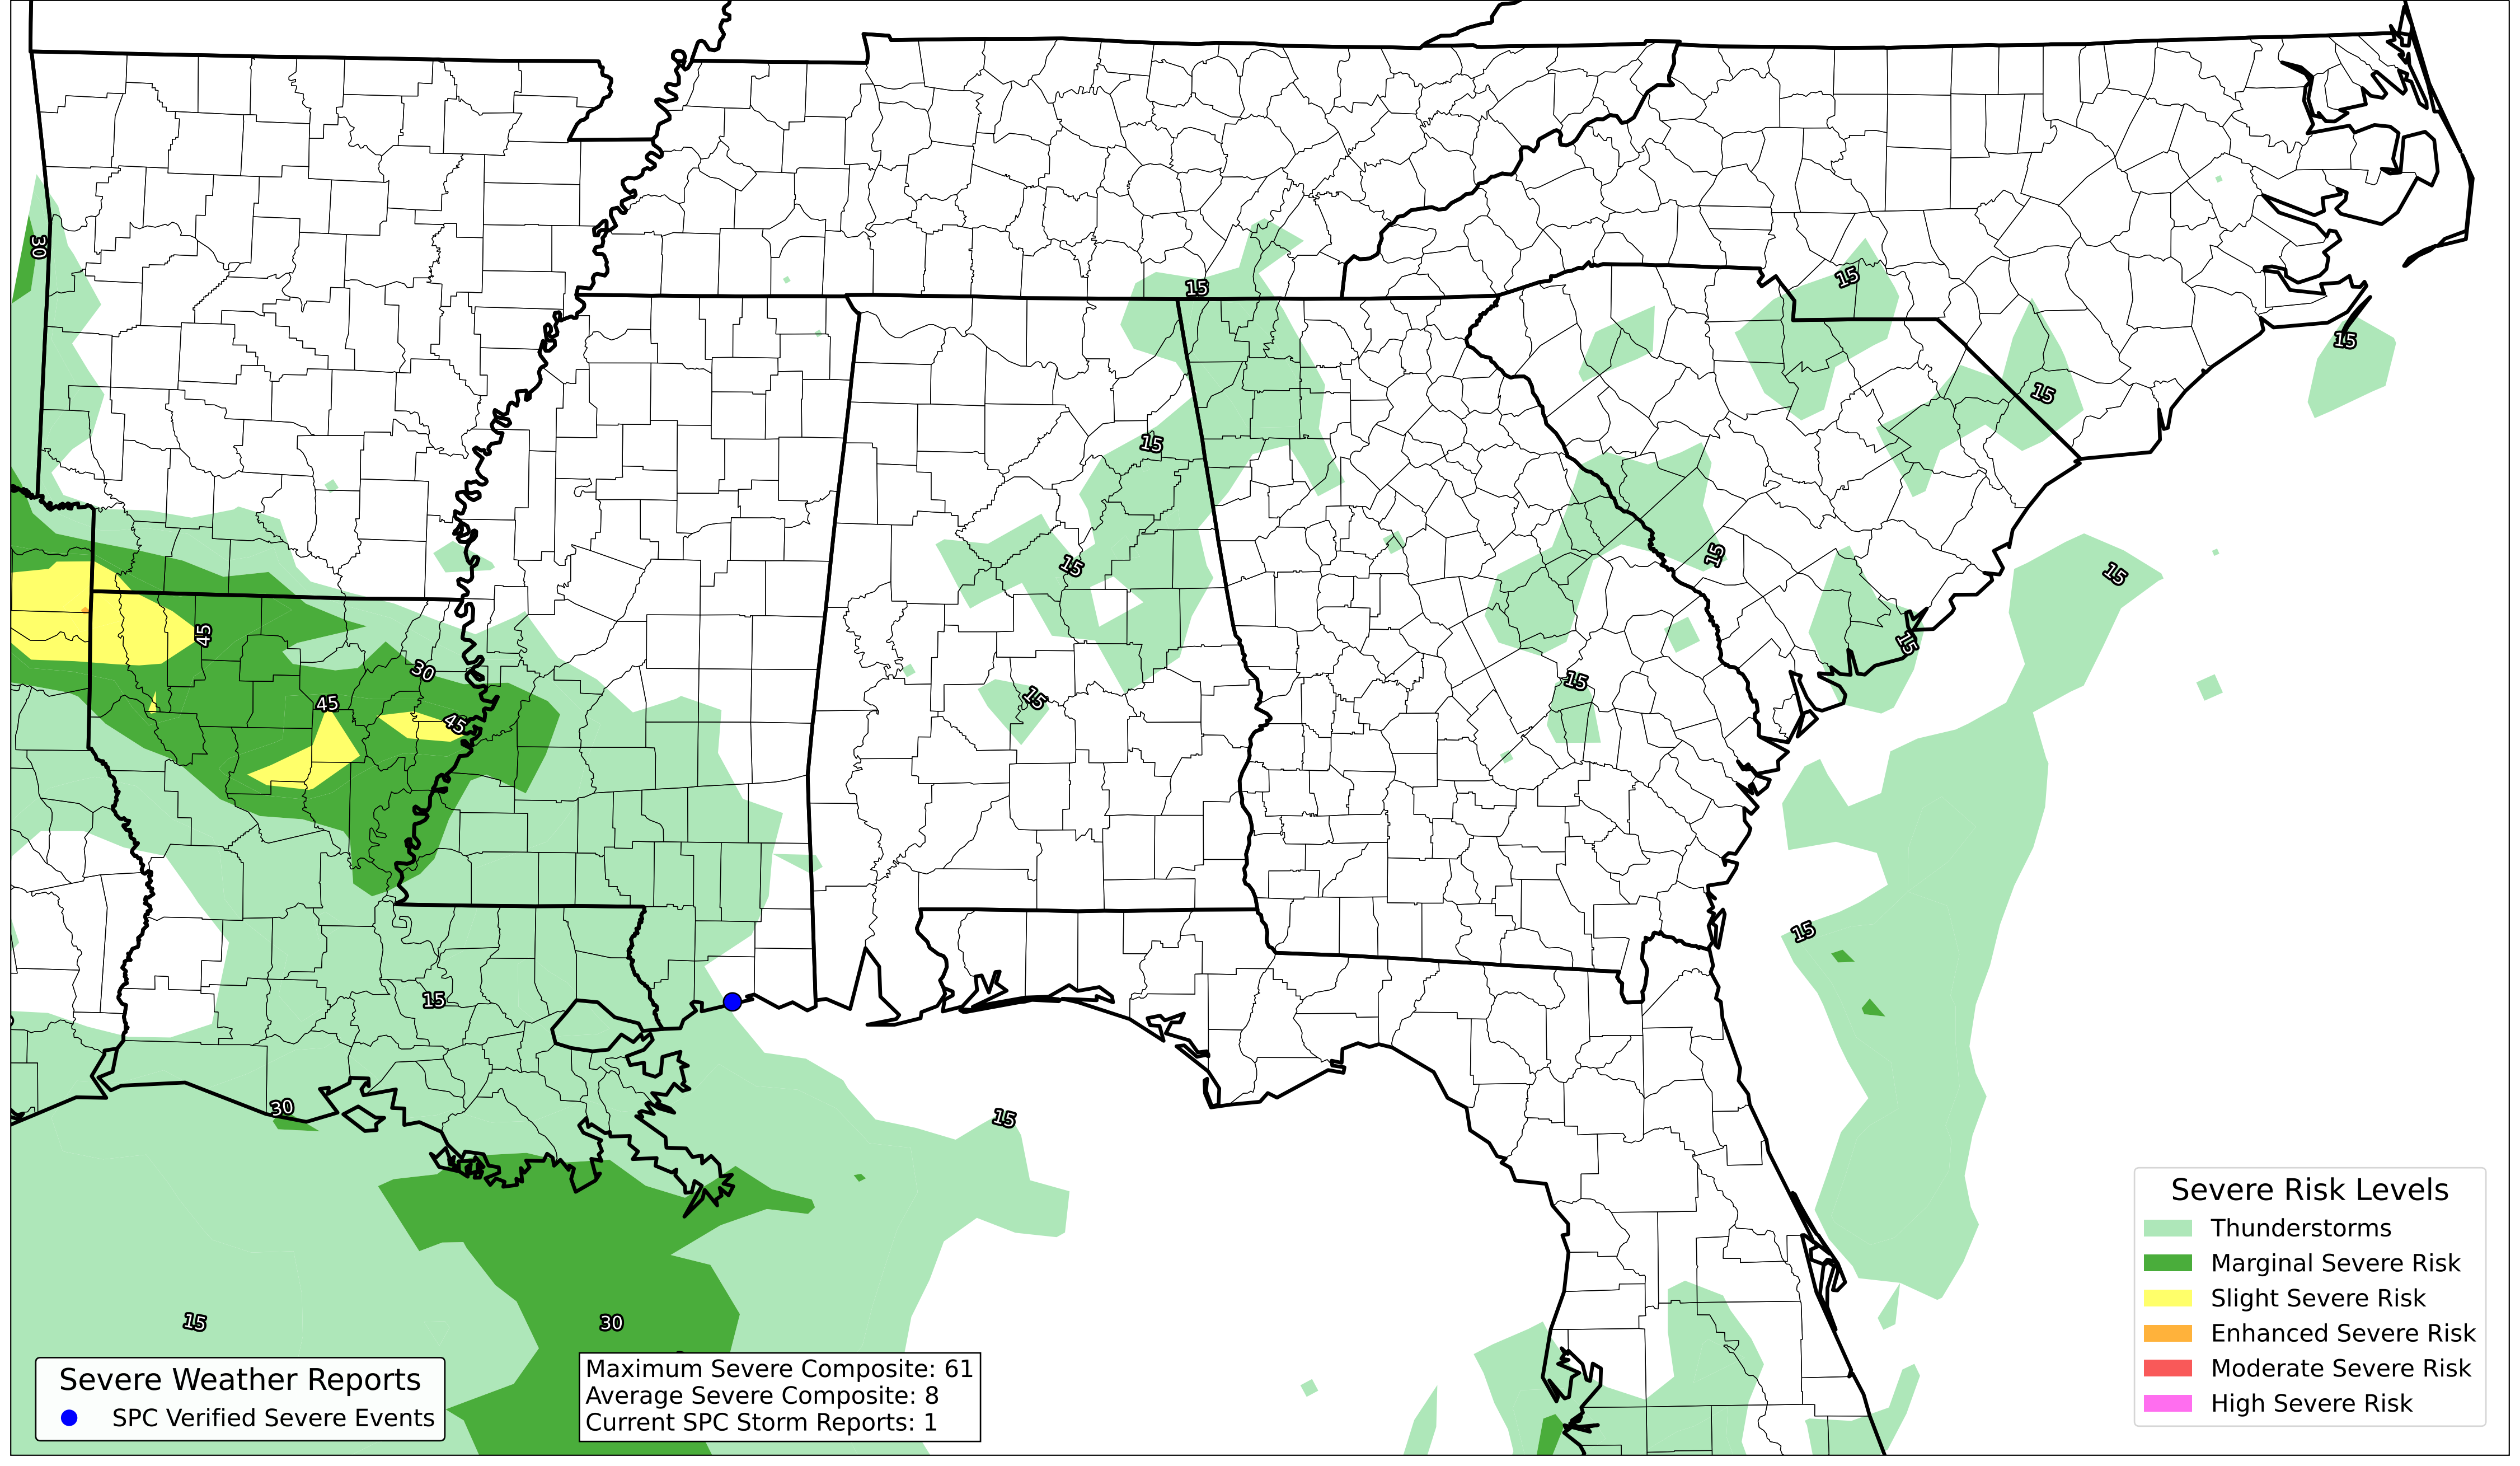 30
15
15
15
15
15
15
15
15
15
45
30
15
45
45
15
15
15
15
15
30
15
15
30
Severe Weather Reports
SPC Verified Severe Events
Maximum Severe Composite: 61
Average Severe Composite: 8
Current SPC Storm Reports: 1
Severe Risk Levels
Thunderstorms
Marginal Severe Risk
Slight Severe Risk
Enhanced Severe Risk
Moderate Severe Risk
High Severe Risk